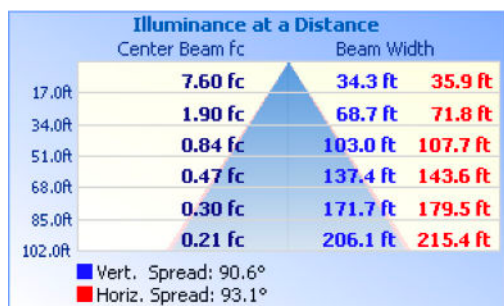 Illuminance at a Distance
Center Beam fc Beam Width
17.0ft 7.60 fc 34.3 ft 35.9 ft
34.0ft 1.90 fc 68.7 ft 71.8 ft
51.0ft 0.84 fc 103.0 ft 107.7 ft
68.0ft 0.47 fc 137.4 ft 143.6 ft
85.0ft 0.30 fc 171.7 ft 179.5 ft
102.0ft 0.21 fc 206.1 ft 215.4 ft
Vert. Spread: 90.6°
Horiz. Spread: 93.1°